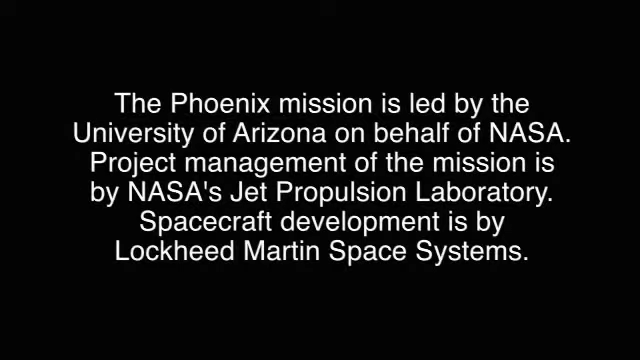 The Phoenix mission is led by the
University of Arizona on behalf of NASA.
Project management of the mission is
by NASA's Jet Propulsion Laboratory.
Spacecraft development is by
Lockheed Martin Space Systems.